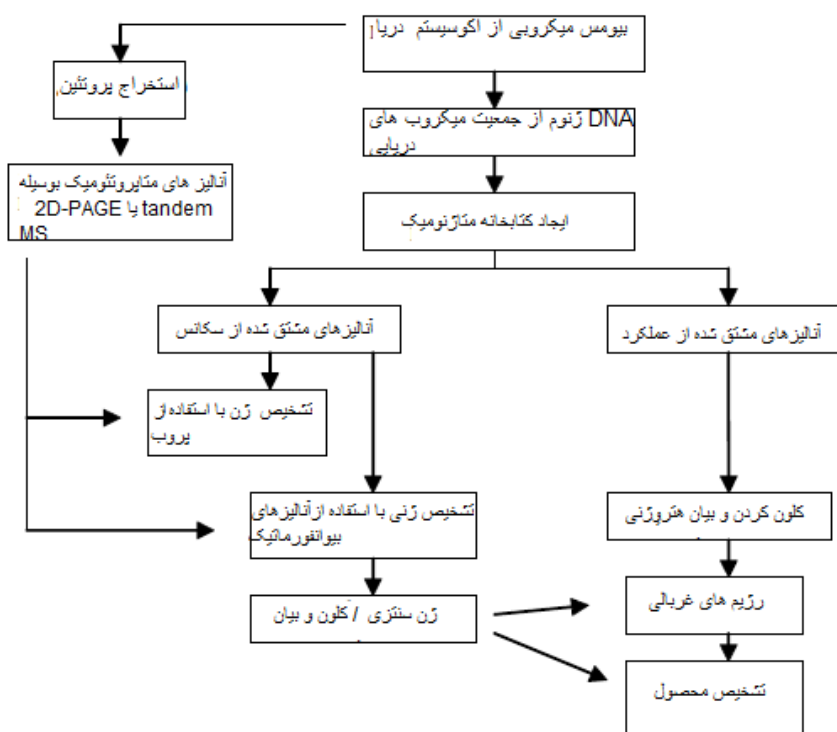 بیومس میکروبی از اکوسیستم دریا
استخراج پروتئین
DNA ژنوم از جمعیت میکروب های
دریایی
آنالیز های متاپروتئومیک بوسیله
2D-PAGE یا tandem
MS
ایجاد کتابخانه متاژنومیک
آنالیزهای مشتق شده از سکانس
آنالیزهای مشتق شده از عملکرد
تشخیص ژن با استفاده از
پروب
تشخیص ژنی با استفاده ازآنالیزهای
بیوانفورماتیک
کلون کردن و بیان هتروژنی
ژن سنتزی / کلون و بیان
رژیم های غربالی
تشخیص محصول